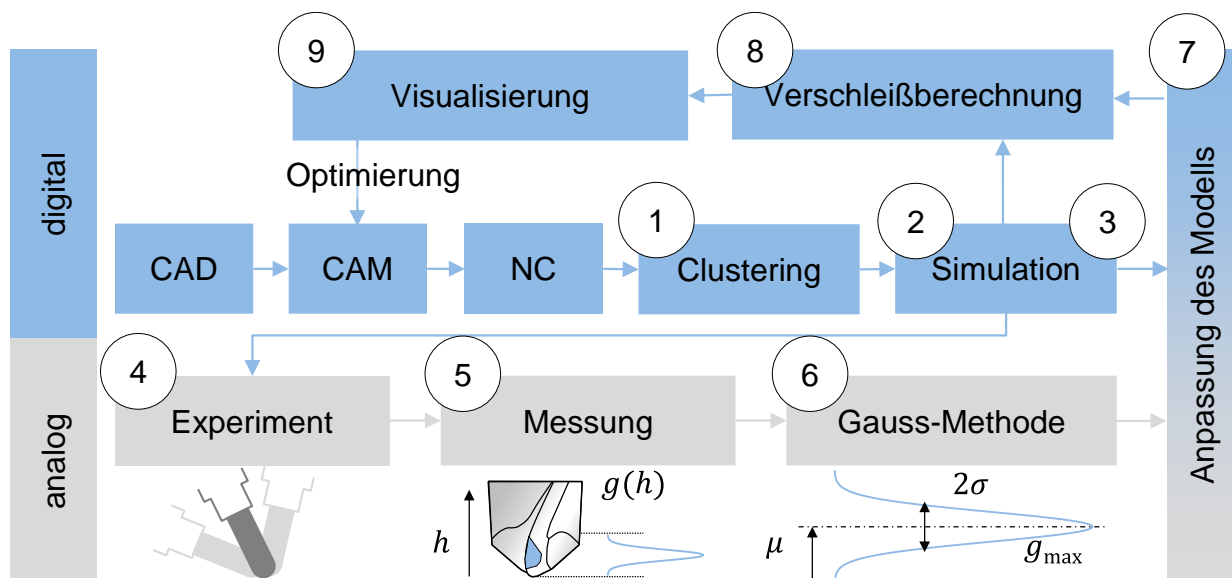 9
8
7
Visualisierung
Verschleißberechnung
digital
Optimierung
1
2
3
CAD
CAM
NC
Clustering
Simulation
Anpassung des Modells
4
5
6
analog
Experiment
Messung
Gauss-Methode
h
g(h)
2σ
μ
g_max